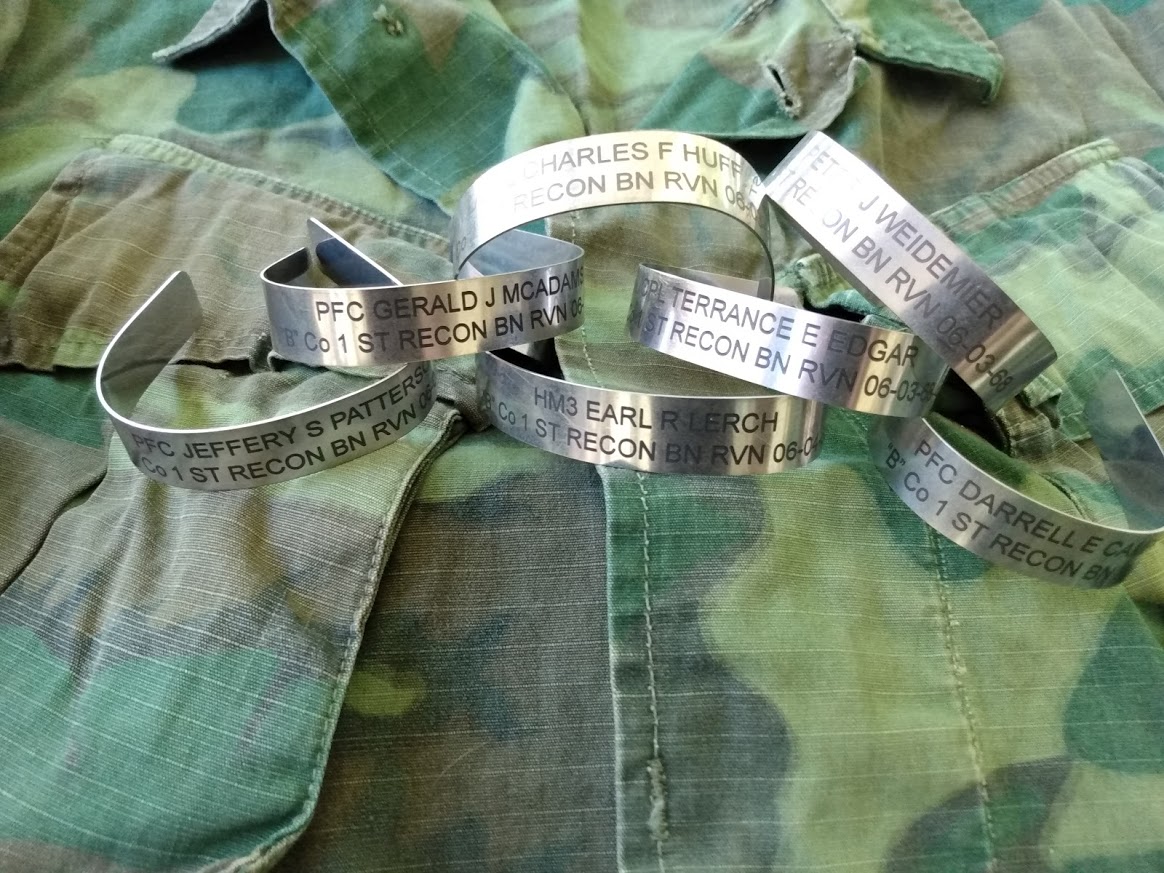 CHARLES F HUFF
RECON BN RVN 06-0
J WEIDEMIER
RECON BN RVN 06-03-68
PFC GERALD J MCADAMS
"B" Co 1 ST RECON BN RVN 06-
TERRANCE E EDGAR
ST RECON BN RVN 06-03-68
PFC JEFFERY S PATTERSO
Co 1 ST RECON BN RVN
HM3 EARL R LERCH
"B" Co 1 ST RECON BN RVN 06-0
PFC DARRELL E CA
"B" Co 1 ST RECON BN